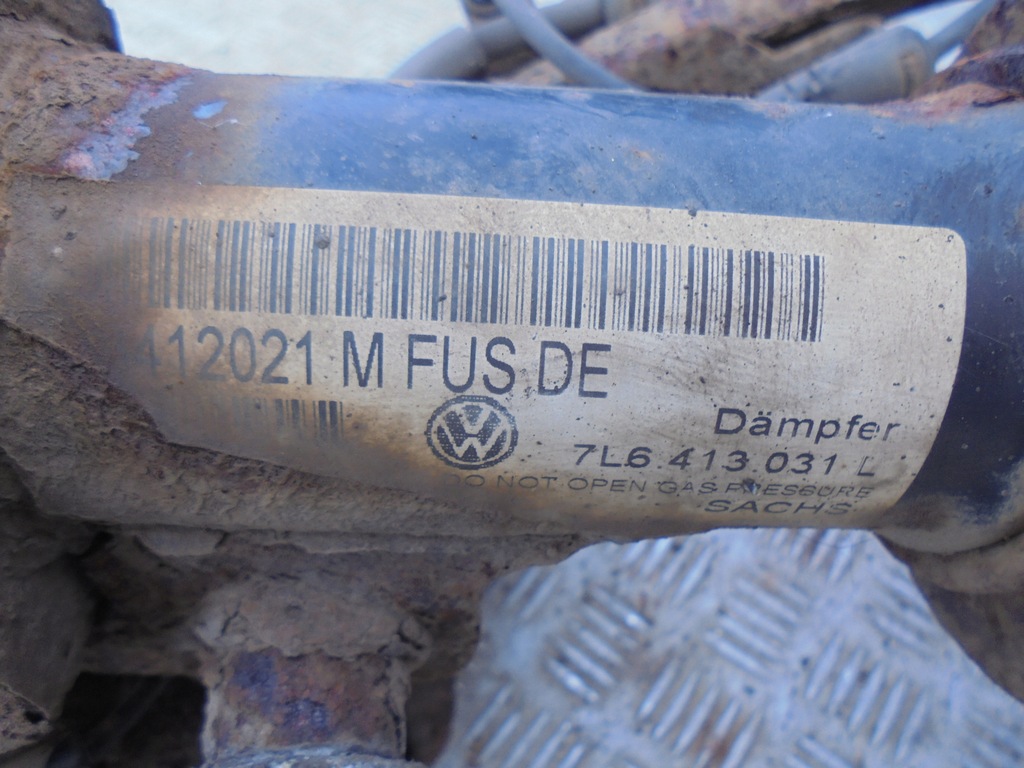 412021 M FUS DE
Dämpfer
7L6 413 031 L
DO NOT OPEN GAS PRESSURE
SACHS